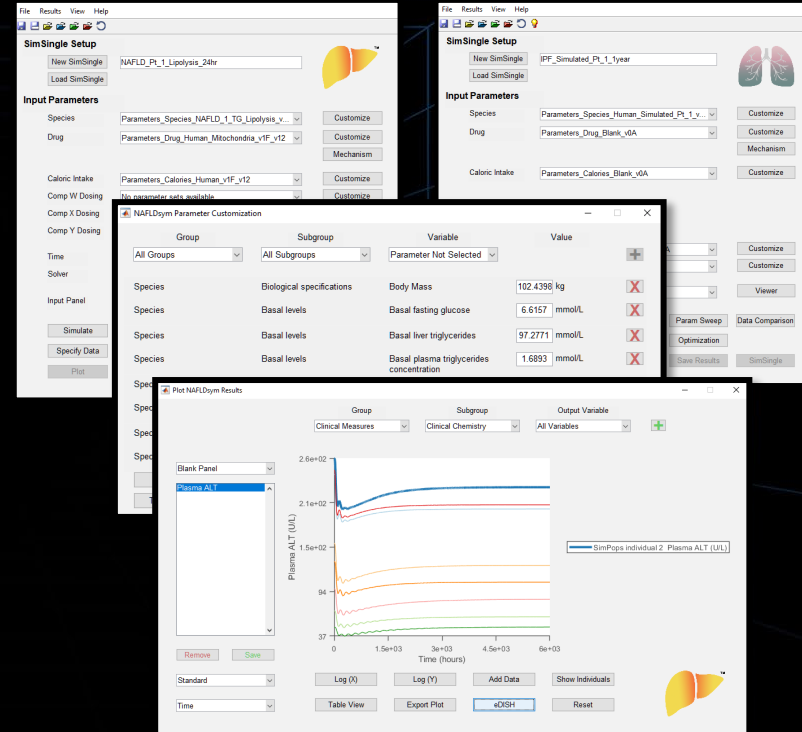 File Results View Help
SimSingle Setup
New SimSingle NAFLD_Pt_1_Lipolysis_24hr
Load SimSingle
TM
Input Parameters
Species Parameters_Species_NAFLD_1_TG_Lipolysis_v... Customize
Drug Parameters_Drug_Human_Mitochondria_v1F_v12 Customize
Mechanism
Caloric Intake Parameters_Calories_Human_v1F_v12 Customize
Comp W Dosing No parameter sets available Customize
Comp X Dosing
Comp Y Dosing
Time
Solver
Input Panel
Simulate
Specify Data
Plot
File Results View Help
SimSingle Setup
New SimSingle IPF_Simulated_Pt_1_1year
Load SimSingle
Input Parameters
Species Parameters_Species_Human_Simulated_Pt_1_v... Customize
Drug Parameters_Drug_Blank_v0A Customize
Mechanism
Caloric Intake Parameters_Calories_Blank_v0A Customize
Customize
Customize
Viewer
Param Sweep Data Comparison
Optimization
Save Results SimSingle
NAFLDsym Parameter Customization
Group Subgroup Variable Value
All Groups All Subgroups Parameter Not Selected
Species Biological specifications Body Mass 102.4398 kg X
Species Basal levels Basal fasting glucose 6.6157 mmol/L X
Species Basal levels Basal liver triglycerides 97.2771 mmol/L X
Species Basal levels Basal plasma triglycerides concentration 1.6893 mmol/L X
Plot NAFLDsym Results
Group Subgroup Output Variable
Clinical Measures Clinical Chemistry All Variables
Blank Panel
Plasma ALT
Remove Save
Standard
Time
Plasma ALT (U/L)
2.6e+02
2.1e+02
1.5e+02
94
37
0 1.5e+03 3e+03 4.5e+03 6e+03
Time (hours)
SimPops individual 2 Plasma ALT (U/L)
Log (X) Log (Y) Add Data Show Individuals
Table View Export Plot eDISH Reset
TM